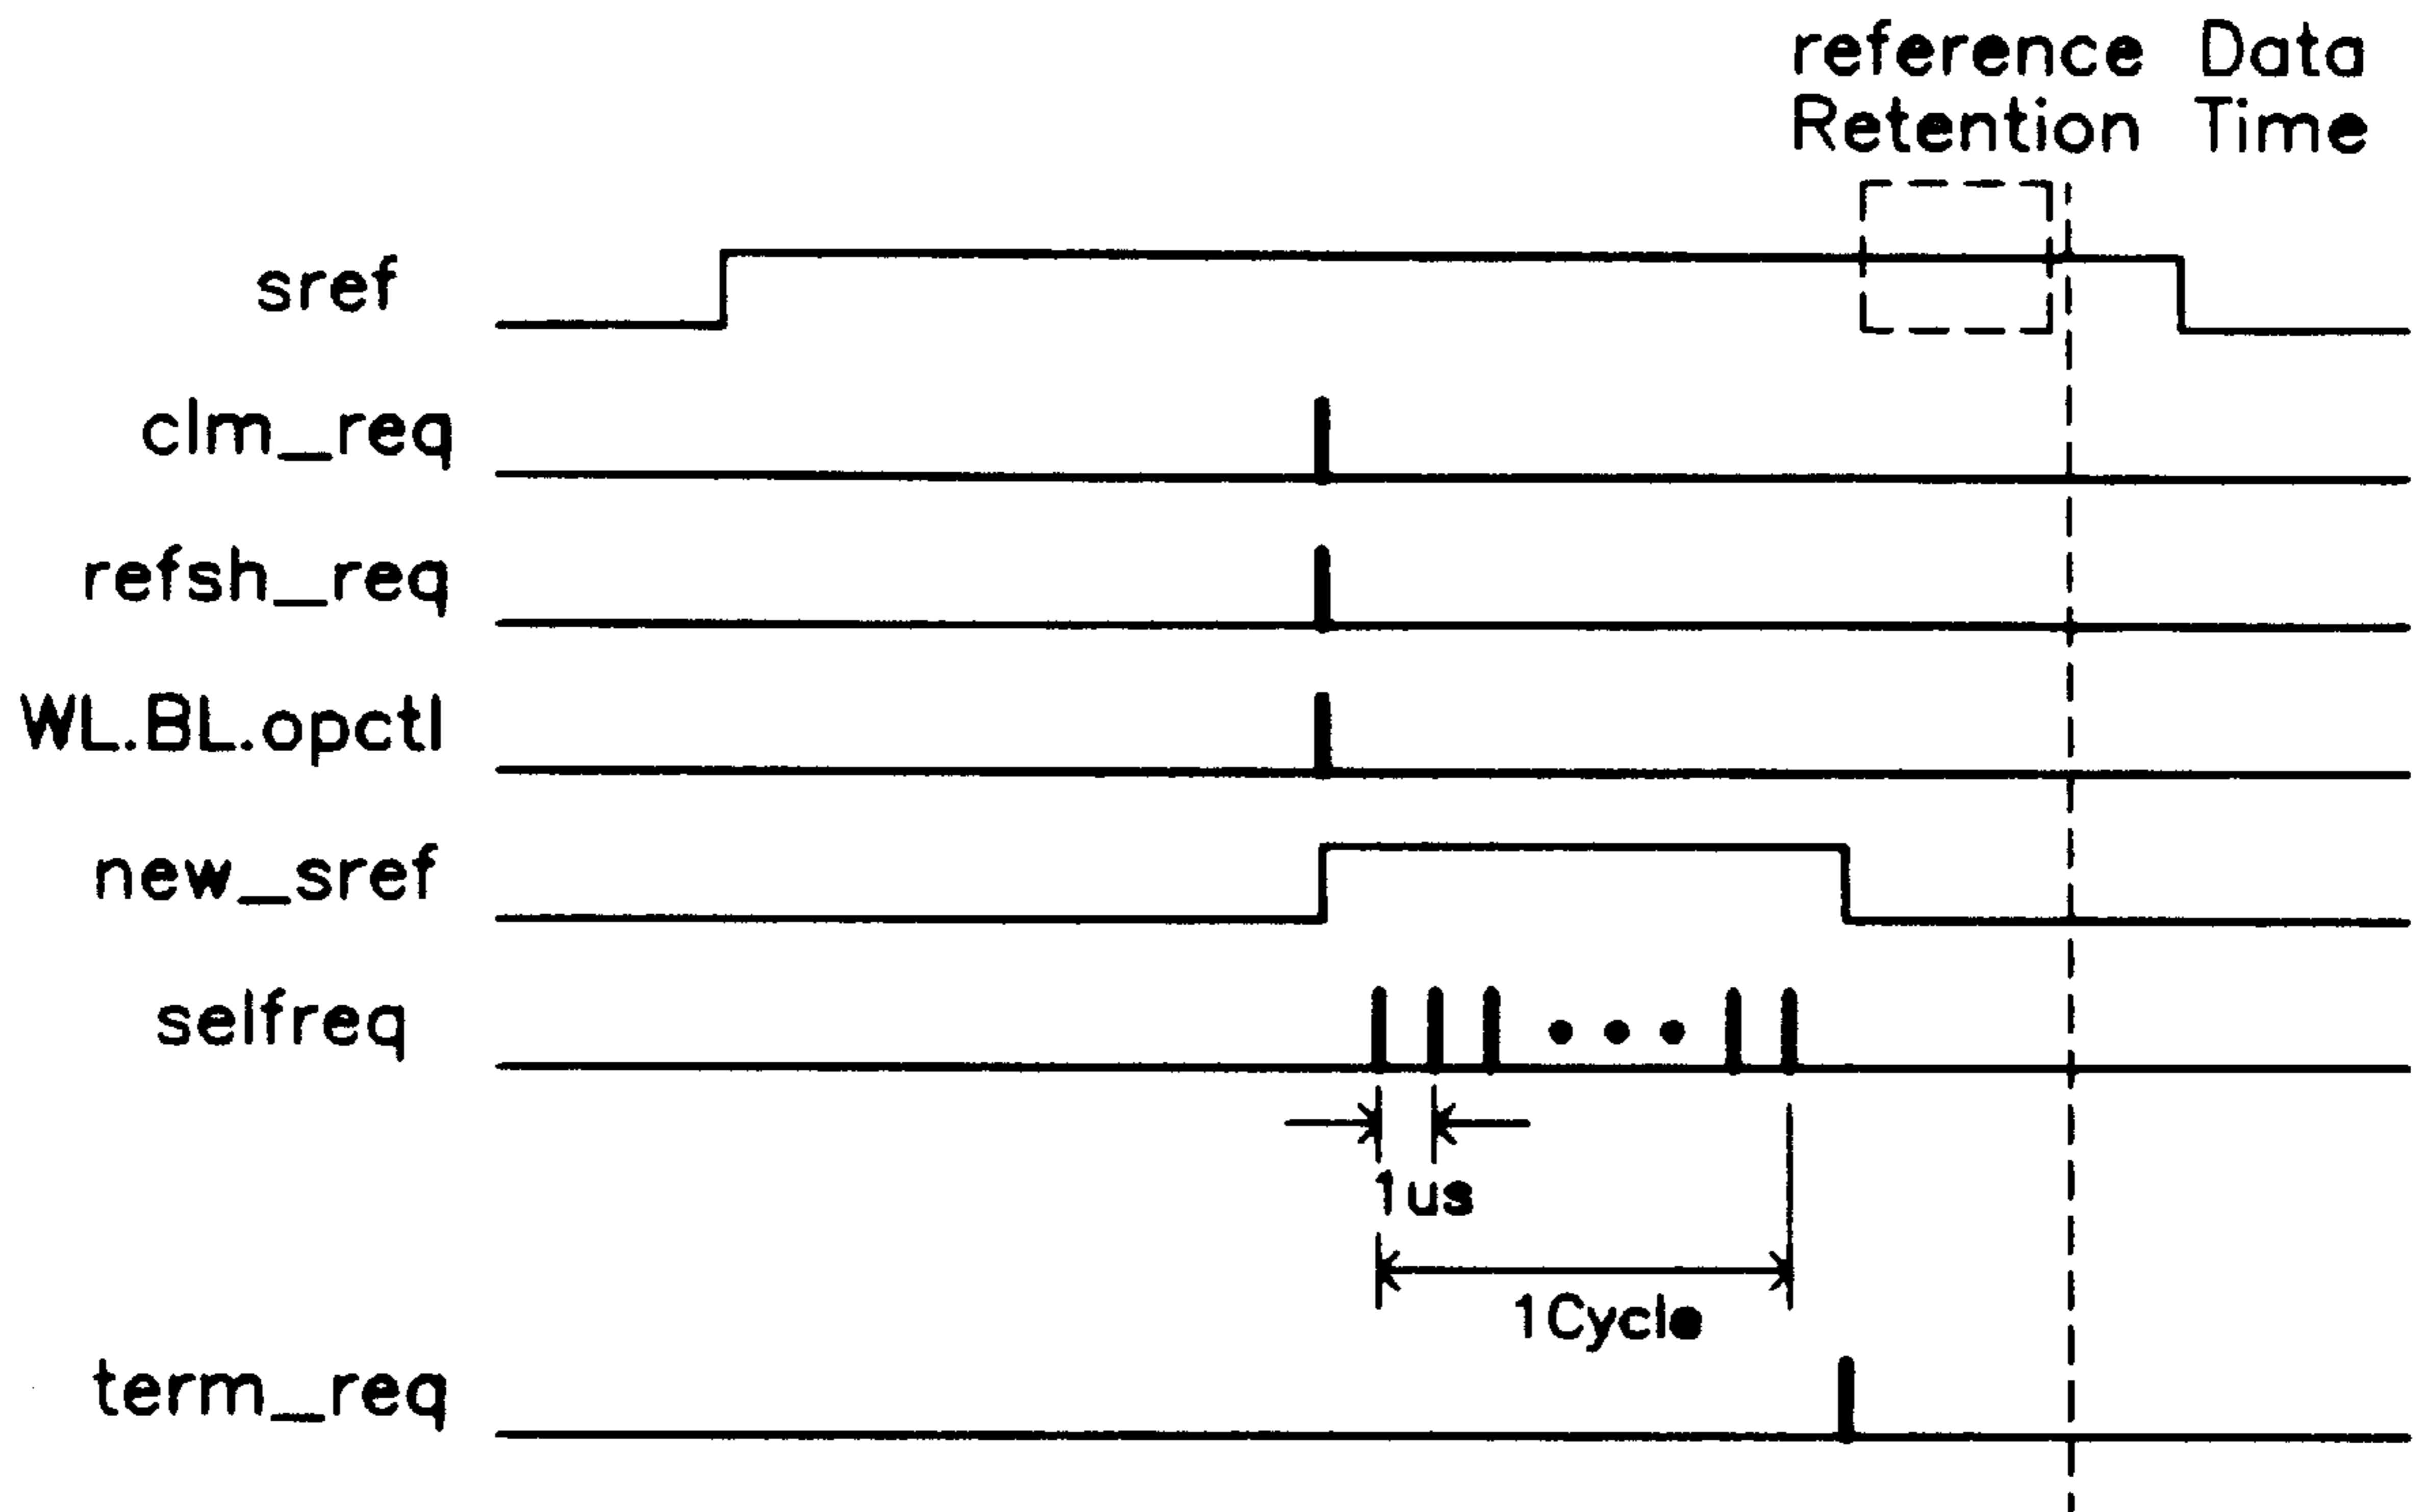 reference Data
Retention Time
sref
clm_req
refsh_req
WL.BL.opctl
new_sref
selfreq
1us
1Cycle
term_req